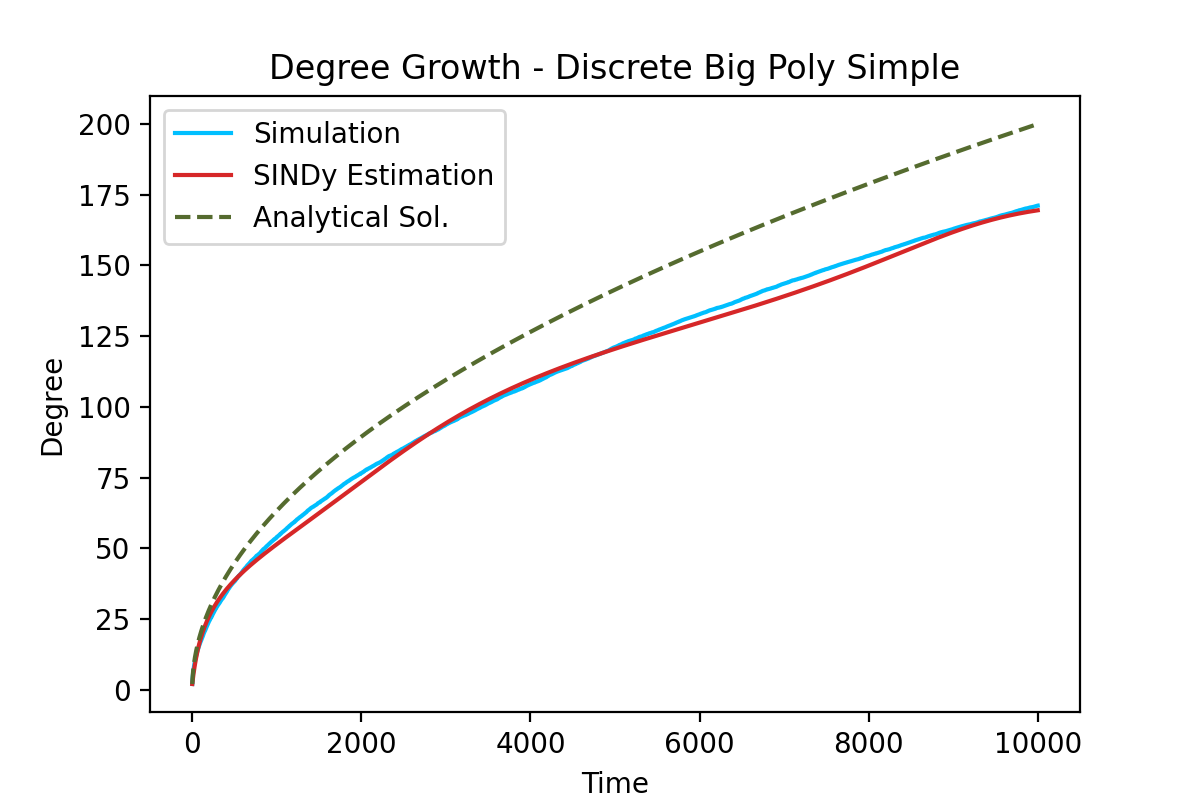 Degree Growth - Discrete Big Poly Simple
Simulation
SINDy Estimation
Analytical Sol.
200
175
150
125
100
75
50
25
0
Degree
0 2000 4000 6000 8000 10000
Time